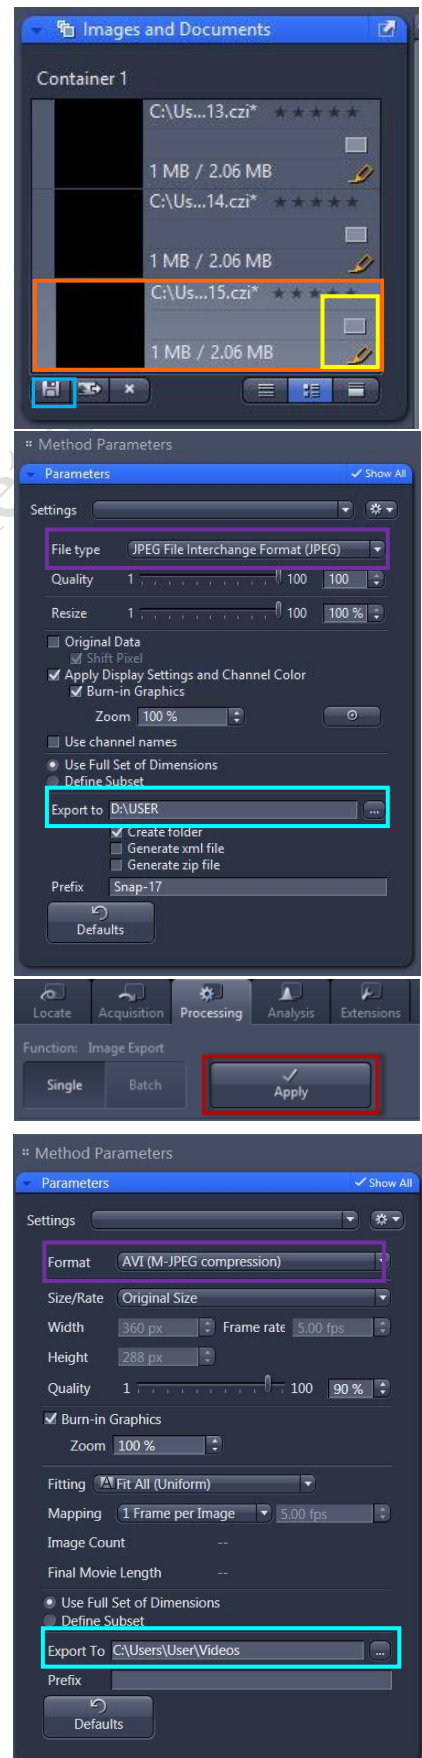 Images and Documents
Container 1
C:\Us...13.czi*
1 MB / 2.06 MB
C:\Us...14.czi*
1 MB / 2.06 MB
C:\Us...15.czi*
1 MB / 2.06 MB
Method Parameters
Parameters Show All
Settings
File type JPEG File Interchange Format (JPEG)
Quality 1 100 100
Resize 1 100 100 %
Original Data
Shift Pixel
Apply Display Settings and Channel Color
Burn-in Graphics
Zoom 100 %
Use channel names
Use Full Set of Dimensions
Define Subset
Export to D:\USER ...
Create folder
Generate xml file
Generate zip file
Prefix Snap-17
Defaults
Locate Acquisition Processing Analysis Extensions
Function: Image Export
Single Batch Apply
Method Parameters
Parameters Show All
Settings
Format AVI (M-JPEG compression)
Size/Rate Original Size
Width 360 px Frame rate 5.00 fps
Height 288 px
Quality 1 100 90 %
Burn-in Graphics
Zoom 100 %
Fitting Fit All (Uniform)
Mapping 1 Frame per Image 5.00 fps
Image Count --
Final Movie Length --
Use Full Set of Dimensions
Define Subset
Export To C:\Users\User\Videos ...
Prefix
Defaults